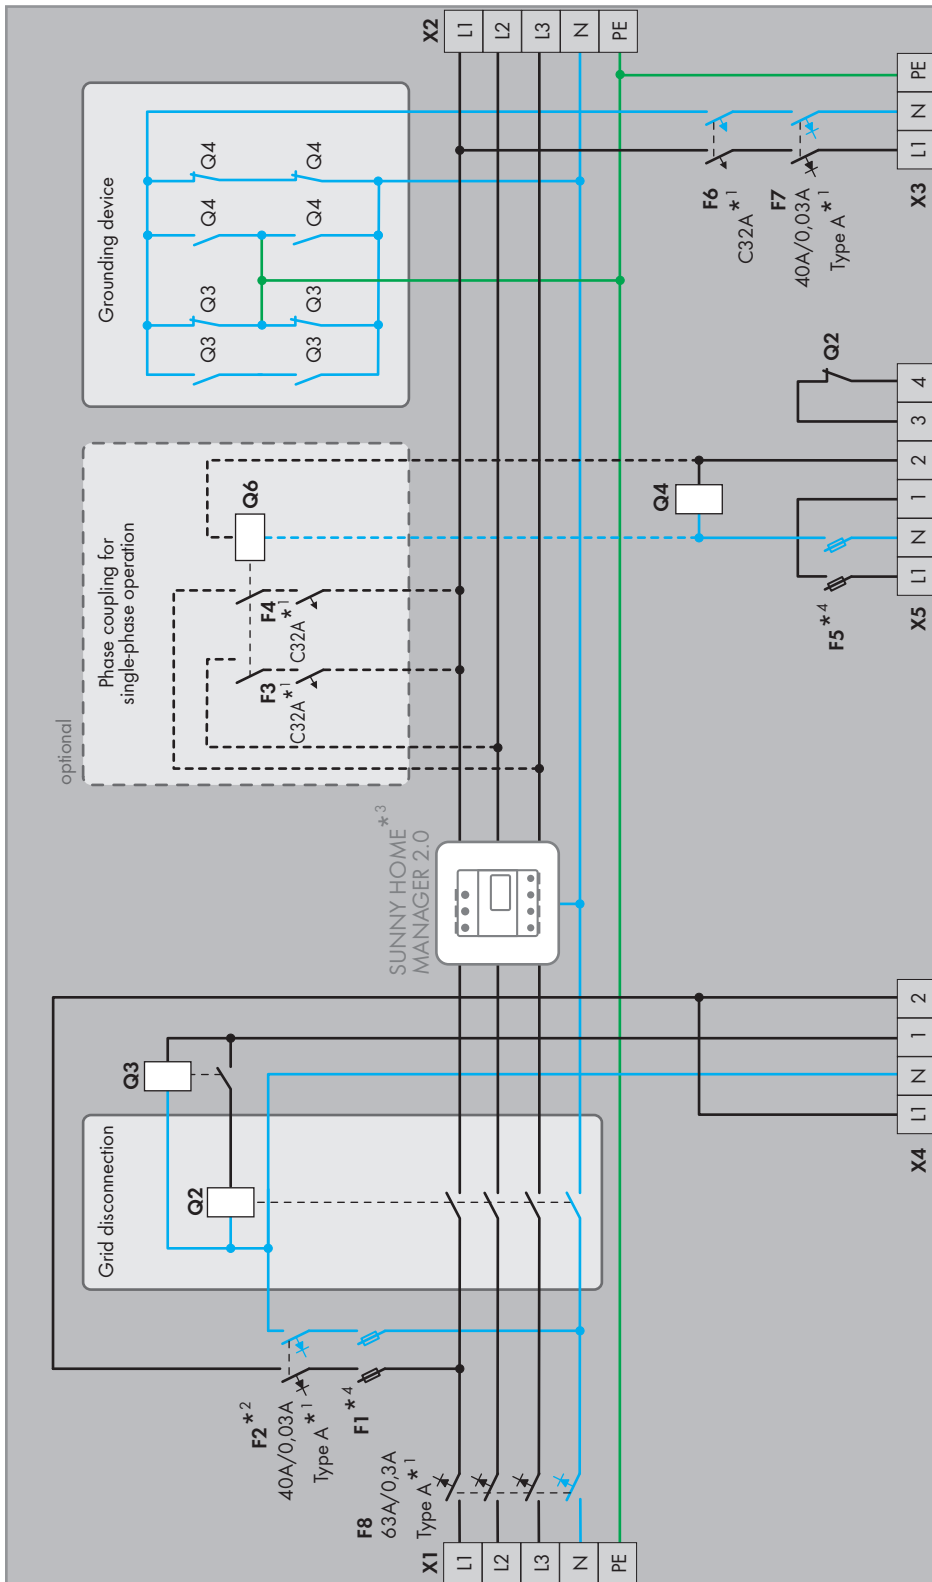 X2
L1
L2
L3
N
PE
Grounding device
Q4
Q4
Q4
Q4
Q3
Q3
Q3
Q3
F6
C32A *1
F7
40A/0,03A
Type A *1
PE
N
L1
X3
optional
Phase coupling for
single-phase operation
Q6
F4
C32A *1
F3
C32A *1
Q4
Q2
F5 *4
4
3
2
1
N
L1
X5
SUNNY HOME
MANAGER 2.0 *3
Q3
Grid disconnection
Q2
2
1
N
L1
X4
F2 *2
40A/0,03A
Type A *1
F1 *4
F8
63A/0,3A
Type A *1
X1
L1
L2
L3
N
PE